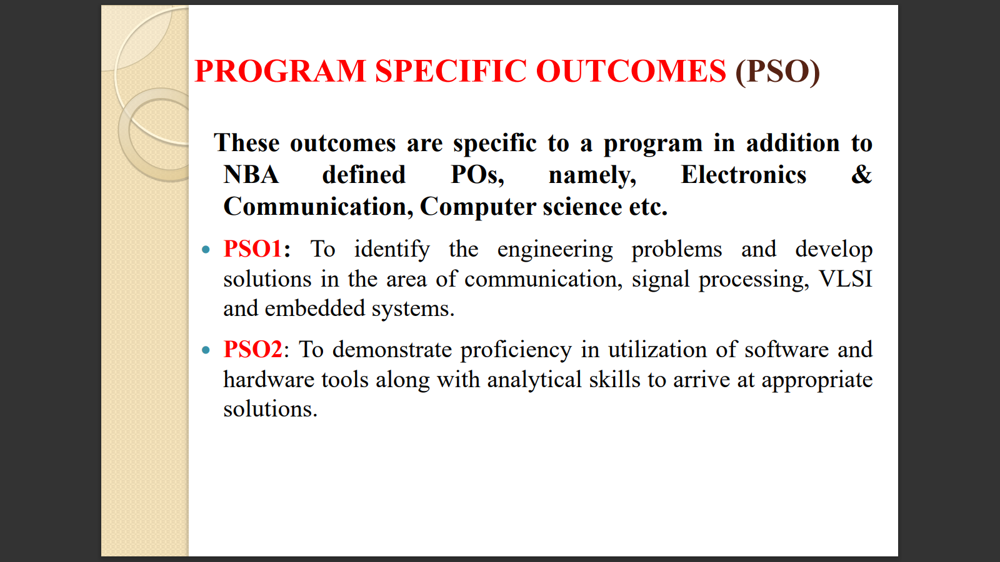 PROGRAM SPECIFIC OUTCOMES (PSO)
These outcomes are specific to a program in addition to
NBA defined POs, namely, Electronics &
Communication, Computer science etc.
• PSO1: To identify the engineering problems and develop
solutions in the area of communication, signal processing, VLSI
and embedded systems.
• PSO2: To demonstrate proficiency in utilization of software and
hardware tools along with analytical skills to arrive at appropriate
solutions.